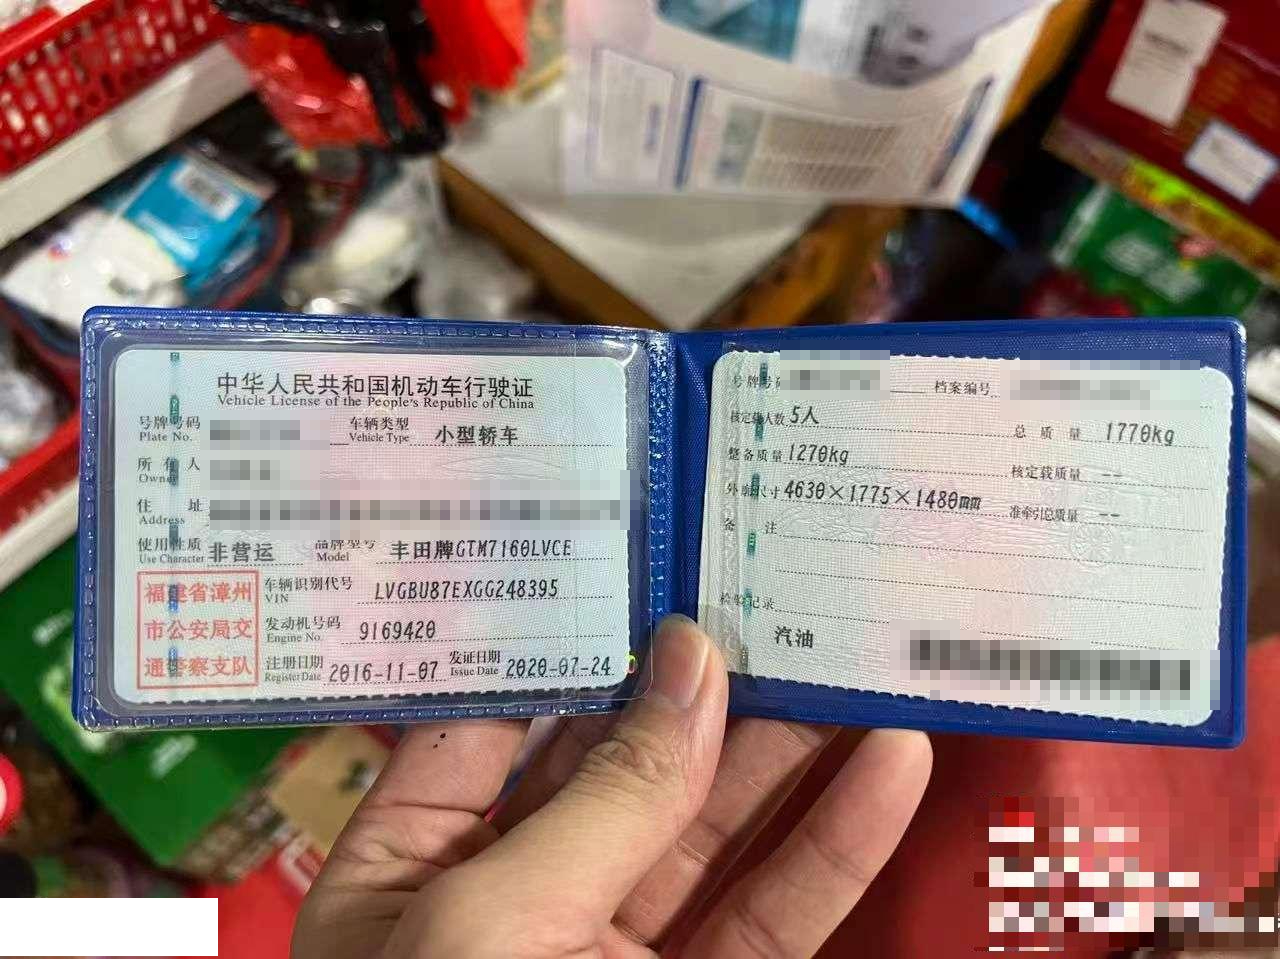 中华人民共和国机动车行驶证
Vehicle License of the People's Republic of China
号牌号码
Plate No.
车辆类型 小型轿车
Vehicle Type
所有人
Owner
住址
Address
使用性质 非营运 品牌型号 丰田牌GTM7160LVCE
Use Character Model
福建省漳州
市公安局交
通警察支队
车辆识别代号 LVGBU87EXGG248395
VIN
发动机号码 9169420
Engine No.
注册日期 2016-11-07 发证日期 2020-07-24
Register Date Issue Date
号牌号码 档案编号
核定载人数 5人 总质量 1770kg
整备质量 1270kg 核定载质量 --
外廓尺寸 4630×1775×1480mm 准牵引总质量 --
备注
检验记录
汽油